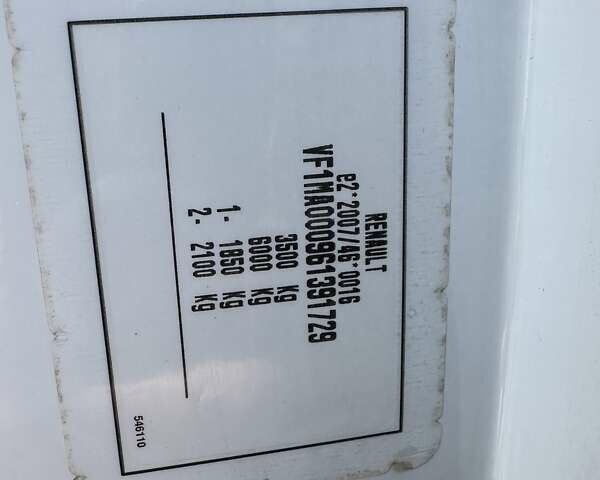 RENAULT
e2*2007/46*0016
VF1MA000961391729
3500 Kg
6000 Kg
1- 1850 Kg
2- 2100 Kg
546110